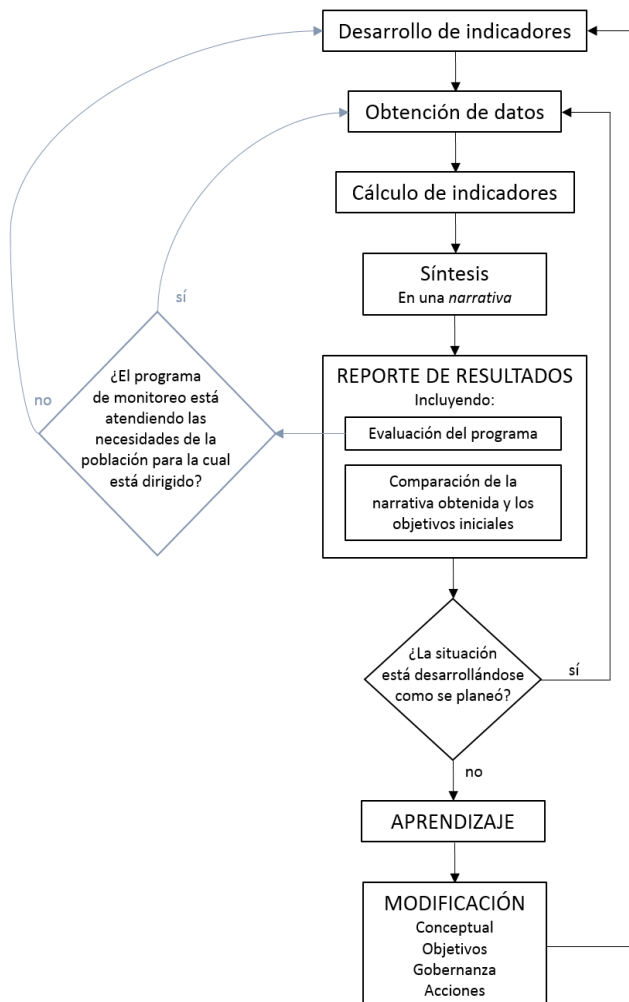 Desarrollo de indicadores
Obtención de datos
Cálculo de indicadores
Síntesis
En una narrativa
sí
no
¿El programa
de monitoreo está
atendiendo las
necesidades de la
población para la cual
está dirigido?
REPORTE DE RESULTADOS
Incluyendo:
Evaluación del programa
Comparación de la
narrativa obtenida y los
objetivos iniciales
¿La situación
está desarrollándose
como se planeó?
sí
no
APRENDIZAJE
MODIFICACIÓN
Conceptual
Objetivos
Gobernanza
Acciones